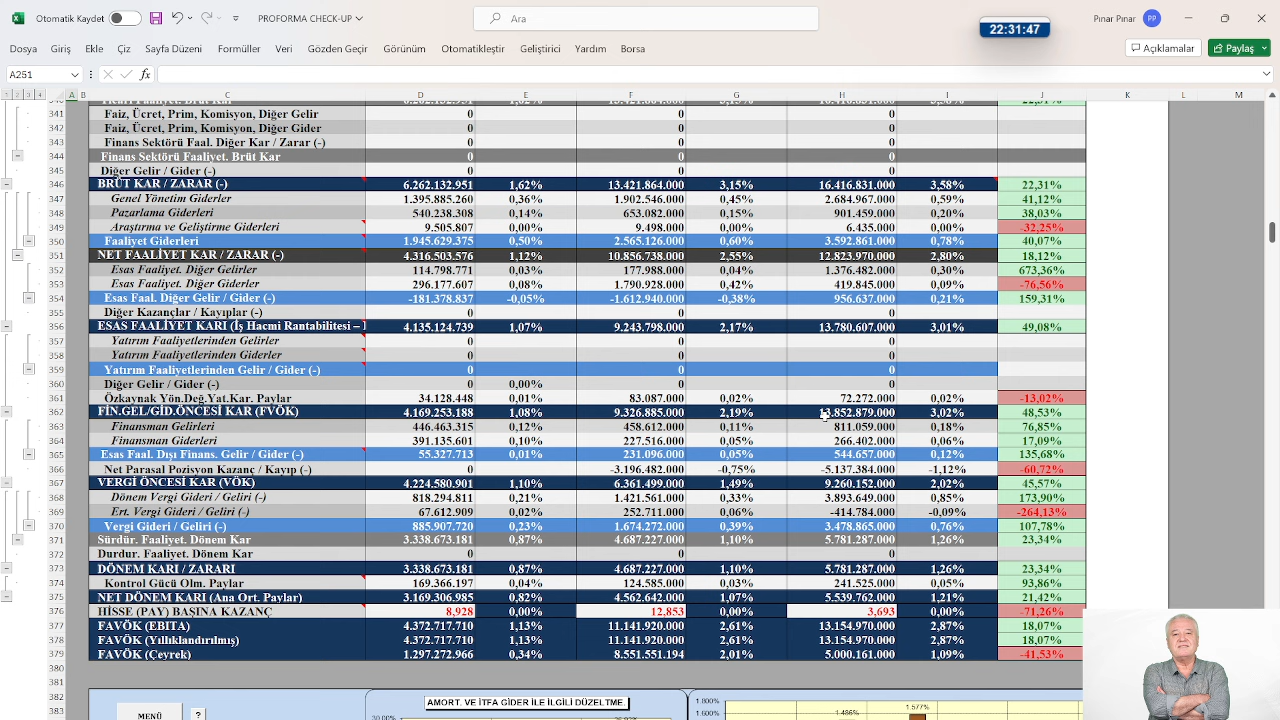 Otomatik Kaydet PROFORMA CHECK-UP Ara 22:31:47 Pınar Pınar PP
Dosya Giriş Ekle Çiz Sayfa Düzeni Formüller Veri Gözden Geçir Görünüm Otomatikleştir Geliştirici Yardım Borsa Açıklamalar Paylaş
A251 fx
1 2 3 4 A B C D E F G H I J K L M
341 Faiz, Ücret, Prim, Komisyon, Diğer Gelir 0 0 0
342 Faiz, Ücret, Prim, Komisyon, Diğer Gider 0 0 0
343 Finans Sektörü Faal. Diğer Kar / Zarar (-) 0 0 0
344 Finans Sektörü Faaliyet. Brüt Kar 0 0 0
345 Diğer Gelir / Gider (-) 0 0 0
346 BRÜT KAR / ZARAR (-) 6.262.132.951 1,62% 13.421.864.000 3,15% 16.416.831.000 3,58% 22,31%
347 Genel Yönetim Giderler 1.395.885.260 0,36% 1.902.546.000 0,45% 2.684.967.000 0,59% 41,12%
348 Pazarlama Giderleri 540.238.308 0,14% 653.082.000 0,15% 901.459.000 0,20% 38,03%
349 Araştırma ve Geliştirme Giderleri 9.505.807 0,00% 9.498.000 0,00% 6.435.000 0,00% -32,25%
350 Faaliyet Giderleri 1.945.629.375 0,50% 2.565.126.000 0,60% 3.592.861.000 0,78% 40,07%
351 NET FAALİYET KAR / ZARAR (-) 4.316.503.576 1,12% 10.856.738.000 2,55% 12.823.970.000 2,80% 18,12%
352 Esas Faaliyet. Diğer Gelirler 114.798.771 0,03% 177.988.000 0,04% 1.376.482.000 0,30% 673,36%
353 Esas Faaliyet. Diğer Giderler 296.177.607 0,08% 1.790.928.000 0,42% 419.845.000 0,09% -76,56%
354 Esas Faal. Diğer Gelir / Gider (-) -181.378.837 -0,05% -1.612.940.000 -0,38% 956.637.000 0,21% 159,31%
355 Diğer Kazançlar / Kayıplar (-) 0 0 0
356 ESAS FAALİYET KARI (İş Hacmi Rantabilitesi – 4.135.124.739 1,07% 9.243.798.000 2,17% 13.780.607.000 3,01% 49,08%
357 Yatırım Faaliyetlerinden Gelirler 0 0 0
358 Yatırım Faaliyetlerinden Giderler 0 0 0
359 Yatırım Faaliyetlerinden Gelir / Gider (-) 0 0 0
360 Diğer Gelir / Gider (-) 0 0,00% 0 0
361 Özkaynak Yön.Değ.Yat.Kar. Paylar 34.128.448 0,01% 83.087.000 0,02% 72.272.000 0,02% -13,02%
362 FİN.GEL/GİD.ÖNCESİ KAR (FVÖK) 4.169.253.188 1,08% 9.326.885.000 2,19% 13.852.879.000 3,02% 48,53%
363 Finansman Gelirleri 446.463.315 0,12% 458.612.000 0,11% 811.059.000 0,18% 76,85%
364 Finansman Giderleri 391.135.601 0,10% 227.516.000 0,05% 266.402.000 0,06% 17,09%
365 Esas Faal. Dışı Finans. Gelir / Gider (-) 55.327.713 0,01% 231.096.000 0,05% 544.657.000 0,12% 135,68%
366 Net Parasal Pozisyon Kazanç / Kayıp (-) 0 -3.196.482.000 -0,75% -5.137.384.000 -1,12% -60,72%
367 VERGİ ÖNCESİ KAR (VÖK) 4.224.580.901 1,10% 6.361.499.000 1,49% 9.260.152.000 2,02% 45,57%
368 Dönem Vergi Gideri / Geliri (-) 818.294.811 0,21% 1.421.561.000 0,33% 3.893.649.000 0,85% 173,90%
369 Ert. Vergi Gideri / Geliri (-) 67.612.909 0,02% 252.711.000 0,06% -414.784.000 -0,09% -264,13%
370 Vergi Gideri / Geliri (-) 885.907.720 0,23% 1.674.272.000 0,39% 3.478.865.000 0,76% 107,78%
371 Sürdür. Faaliyet. Dönem Kar 3.338.673.181 0,87% 4.687.227.000 1,10% 5.781.287.000 1,26% 23,34%
372 Durdur. Faaliyet. Dönem Kar 0 0 0
373 DÖNEM KARI / ZARARI 3.338.673.181 0,87% 4.687.227.000 1,10% 5.781.287.000 1,26% 23,34%
374 Kontrol Gücü Olm. Paylar 169.366.197 0,04% 124.585.000 0,03% 241.525.000 0,05% 93,86%
375 NET DÖNEM KARI (Ana Ort. Paylar) 3.169.306.985 0,82% 4.562.642.000 1,07% 5.539.762.000 1,21% 21,42%
376 HİSSE (PAY) BAŞINA KAZANÇ 8,928 0,00% 12,853 0,00% 3,693 0,00% -71,26%
377 FAVÖK (EBITA) 4.372.717.710 1,13% 11.141.920.000 2,61% 13.154.970.000 2,87% 18,07%
378 FAVÖK (Yıllıklandırılmış) 4.372.717.710 1,13% 11.141.920.000 2,61% 13.154.970.000 2,87% 18,07%
379 FAVÖK (Çeyrek) 1.297.272.966 0,34% 8.551.551.194 2,01% 5.000.161.000 1,09% -41,53%
380
381
382 MENÜ ? AMORT. VE İTFA GİDER İLE İLGİLİ DÜZELTME. 1.800% 1.577%
383 30,00% 1.600% 1.486%